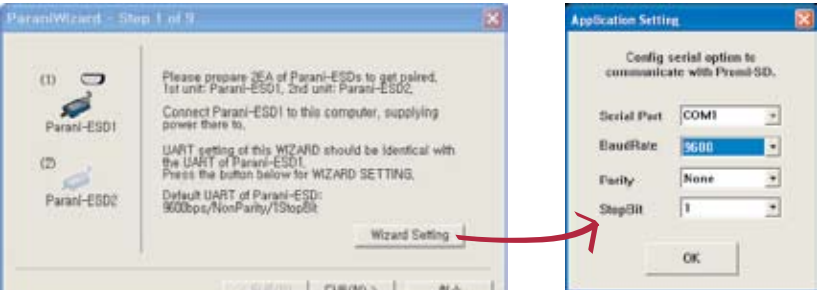 ParaniWizard - Step 1 of 9
(1)
Parani-ESD1
(2)
Parani-ESD2
Please prepare 2EA of Parani-ESDs to get paired,
1st unit: Parani-ESD1, 2nd unit: Parani-ESD2,
Connect Parani-ESD1 to this computer, supplying
power there to,
UART setting of this WIZARD should be identical with
the UART of Parani-ESD1.
Press the button below for WIZARD SETTING,
Default UART of Parani-ESD:
9600bps/NonParity/1StopBit
Wizard Setting
Application Setting
Config serial option to
communicate with Promi-SD.
Serial Port COM1
BaudRate 9600
Parity None
StopBit 1
OK